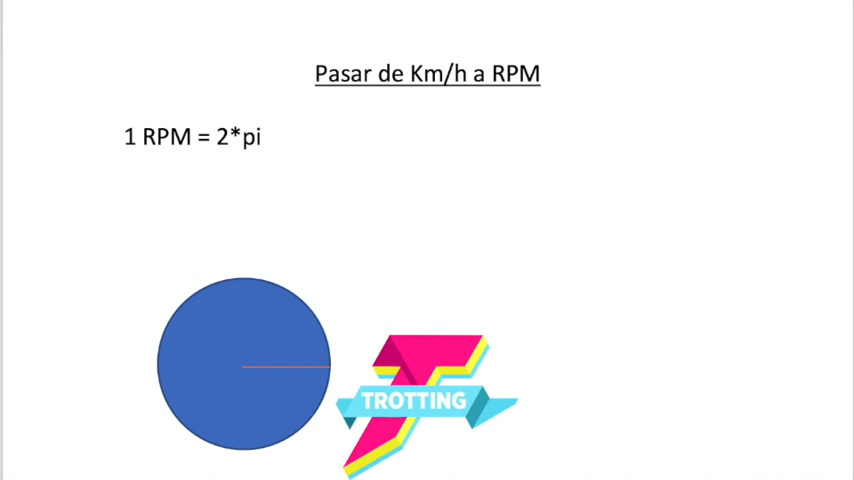 Pasar de Km/h a RPM
1 RPM = 2*pi
TROTTING